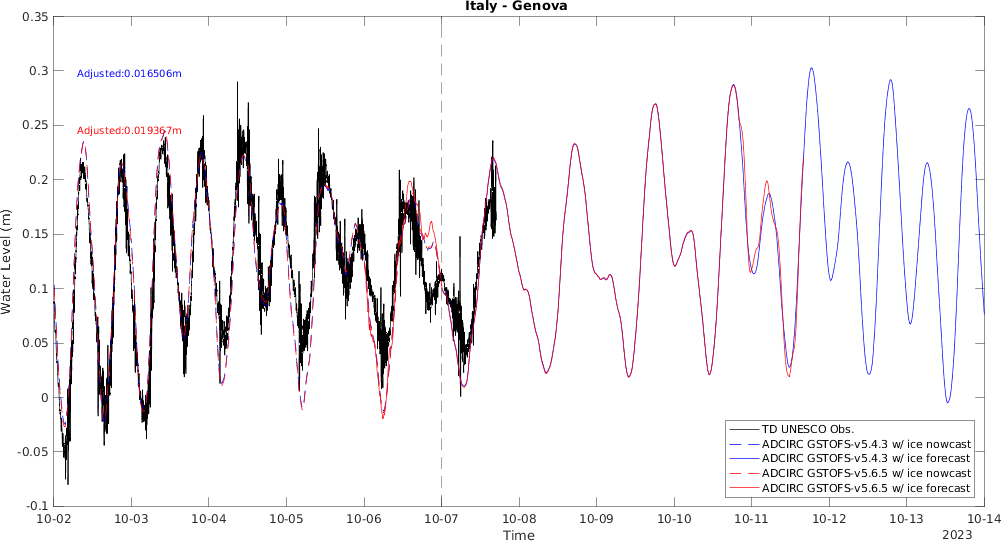 Italy - Genova
0.35
0.3
0.25
0.2
0.15
0.1
0.05
0
-0.05
-0.1
Water Level (m)
Adjusted:0.016506m
Adjusted:0.019367m
TD UNESCO Obs.
ADCIRC GSTOFS-v5.4.3 w/ ice nowcast
ADCIRC GSTOFS-v5.4.3 w/ ice forecast
ADCIRC GSTOFS-v5.6.5 w/ ice nowcast
ADCIRC GSTOFS-v5.6.5 w/ ice forecast
10-02 10-03 10-04 10-05 10-06 10-07 10-08 10-09 10-10 10-11 10-12 10-13 10-14
Time
2023